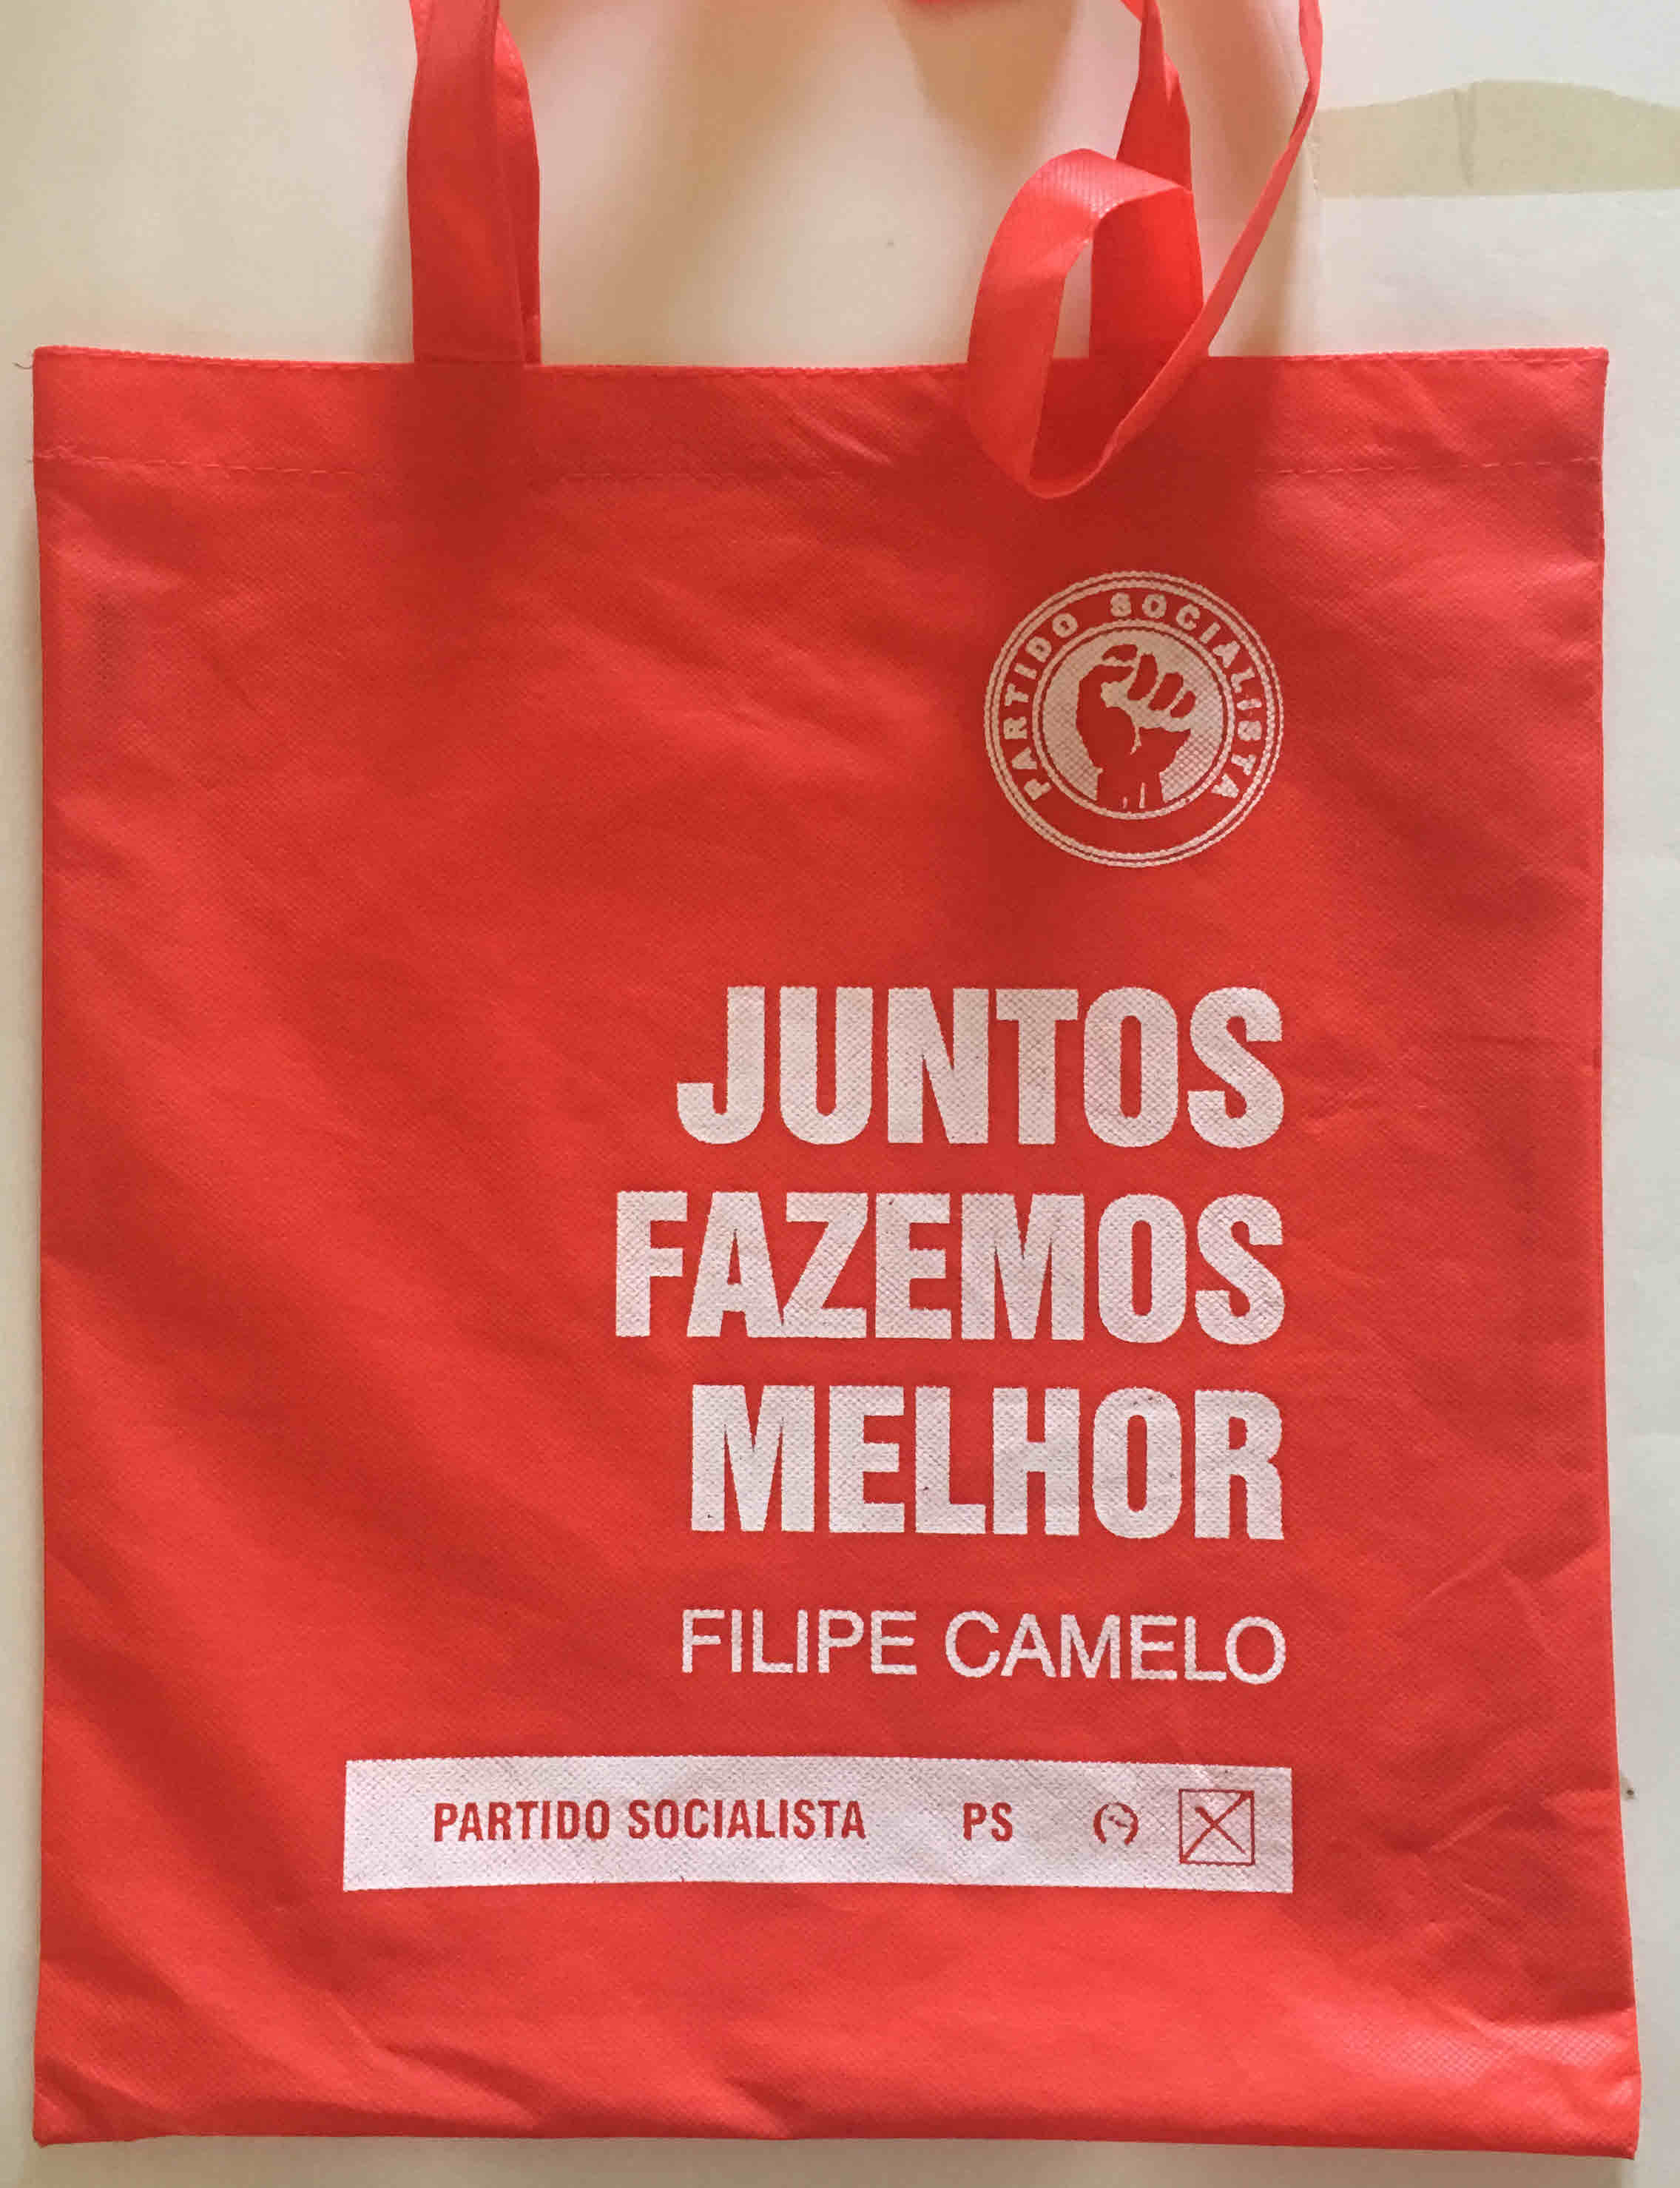 PARTIDO SOCIALISTA
JUNTOS
FAZEMOS
MELHOR
FILIPE CAMELO
PARTIDO SOCIALISTA PS